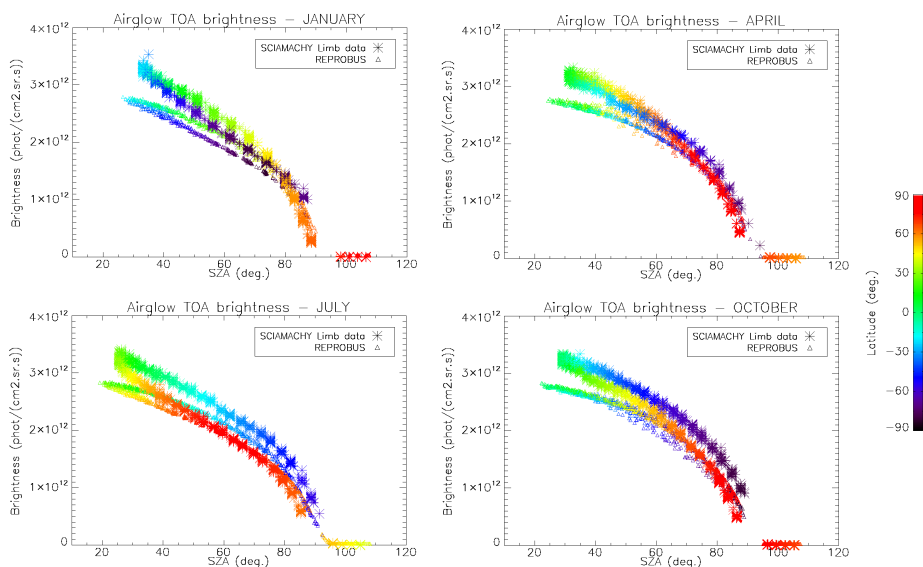 Airglow TOA brightness – JANUARY
4×10¹²
3×10¹²
2×10¹²
1×10¹²
0
Brightness (phot/(cm2.sr.s))
SCIAMACHY Limb data
REPROBUS
20 40 60 80 100 120
SZA (deg.)
Airglow TOA brightness – APRIL
4×10¹²
3×10¹²
2×10¹²
1×10¹²
0
Brightness (phot/(cm2.sr.s))
SCIAMACHY Limb data
REPROBUS
20 40 60 80 100 120
SZA (deg.)
Airglow TOA brightness – JULY
4×10¹²
3×10¹²
2×10¹²
1×10¹²
0
Brightness (phot/(cm2.sr.s))
SCIAMACHY Limb data
REPROBUS
20 40 60 80 100 120
SZA (deg.)
Airglow TOA brightness – OCTOBER
4×10¹²
3×10¹²
2×10¹²
1×10¹²
0
Brightness (phot/(cm2.sr.s))
SCIAMACHY Limb data
REPROBUS
20 40 60 80 100 120
SZA (deg.)
90
60
30
0
−30
−60
−90
Latitude (deg.)